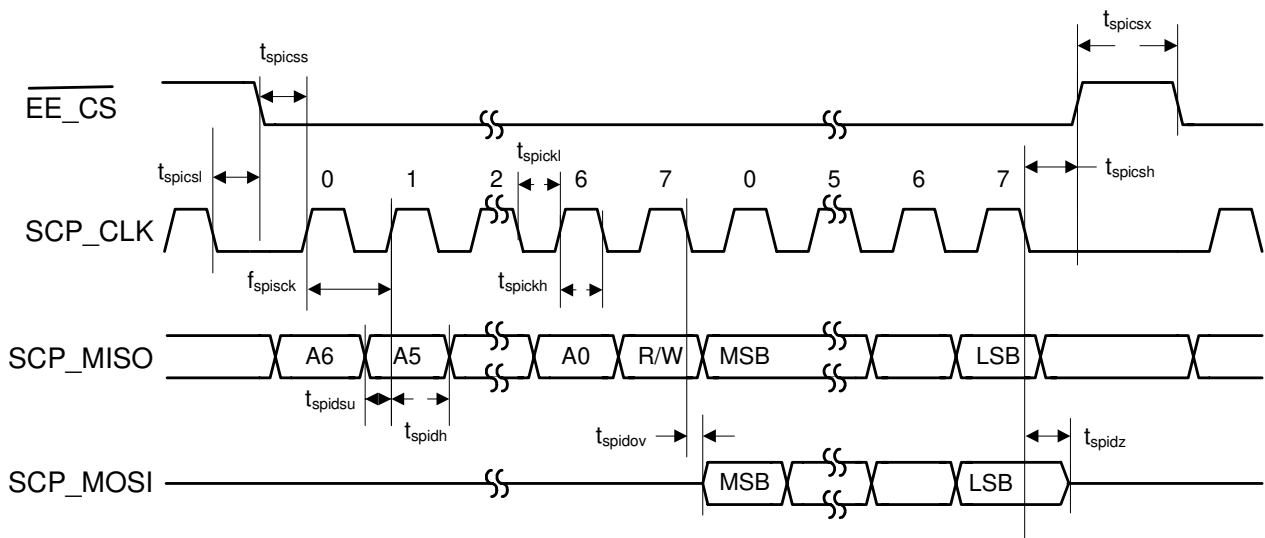 t_spicss
t_spicsx
EE_CS
t_spicsl
t_spickl
t_spicsh
0 1 2 6 7 0 5 6 7
SCP_CLK
f_spisck
t_spickh
SCP_MISO A6 A5 A0 R/W MSB LSB
t_spidsu
t_spidh
t_spidov
t_spidz
SCP_MOSI MSB LSB